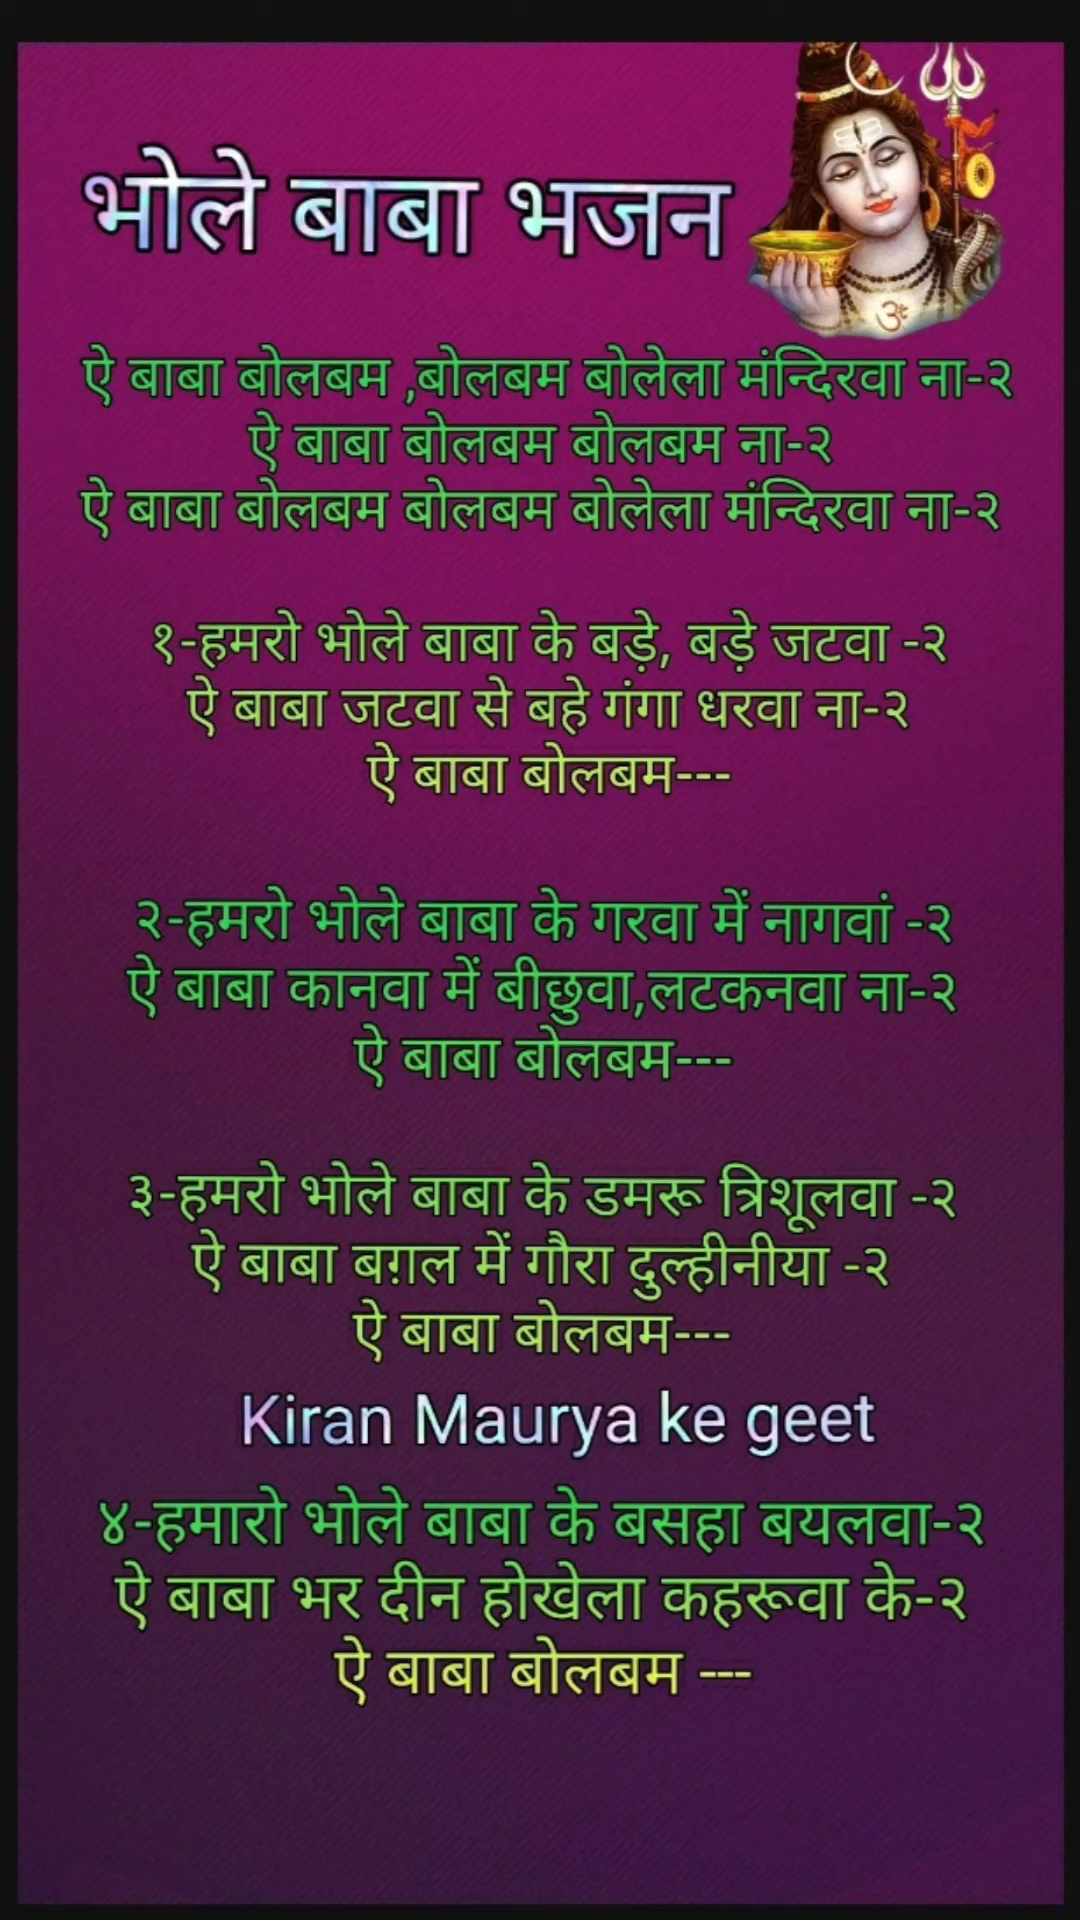 भोले बाबा भजन
ऐ बाबा बोलबम ,बोलबम बोलेला मंन्दिरवा ना-२
ऐ बाबा बोलबम बोलबम ना-२
ऐ बाबा बोलबम बोलबम बोलेला मंन्दिरवा ना-२
१-हमरो भोले बाबा के बड़े, बड़े जटवा -२
ऐ बाबा जटवा से बहे गंगा धरवा ना-२
ऐ बाबा बोलबम---
२-हमरो भोले बाबा के गरवा में नागवां -२
ऐ बाबा कानवा में बीछुवा,लटकनवा ना-२
ऐ बाबा बोलबम---
३-हमरो भोले बाबा के डमरू त्रिशूलवा -२
ऐ बाबा बग़ल में गौरा दुल्हीनीया -२
ऐ बाबा बोलबम---
Kiran Maurya ke geet
४-हमारो भोले बाबा के बसहा बयलवा-२
ऐ बाबा भर दीन होखेला कहरूवा के-२
ऐ बाबा बोलबम ---
ॐ